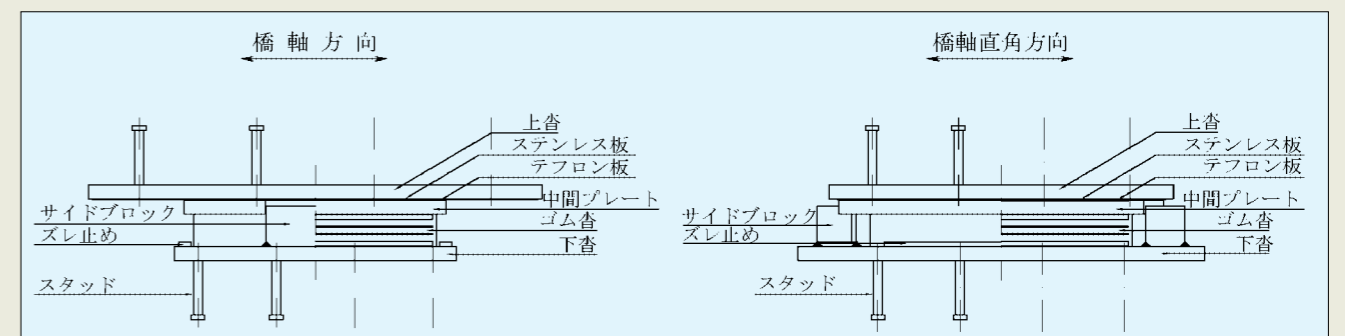 橋 軸 方 向
上沓
ステンレス板
テフロン板
中間プレート
サイドブロック
ゴム沓
ズレ止め
下沓
スタッド
橋軸直角方向
上沓
ステンレス板
テフロン板
中間プレート
サイドブロック
ゴム沓
ズレ止め
下沓
スタッド